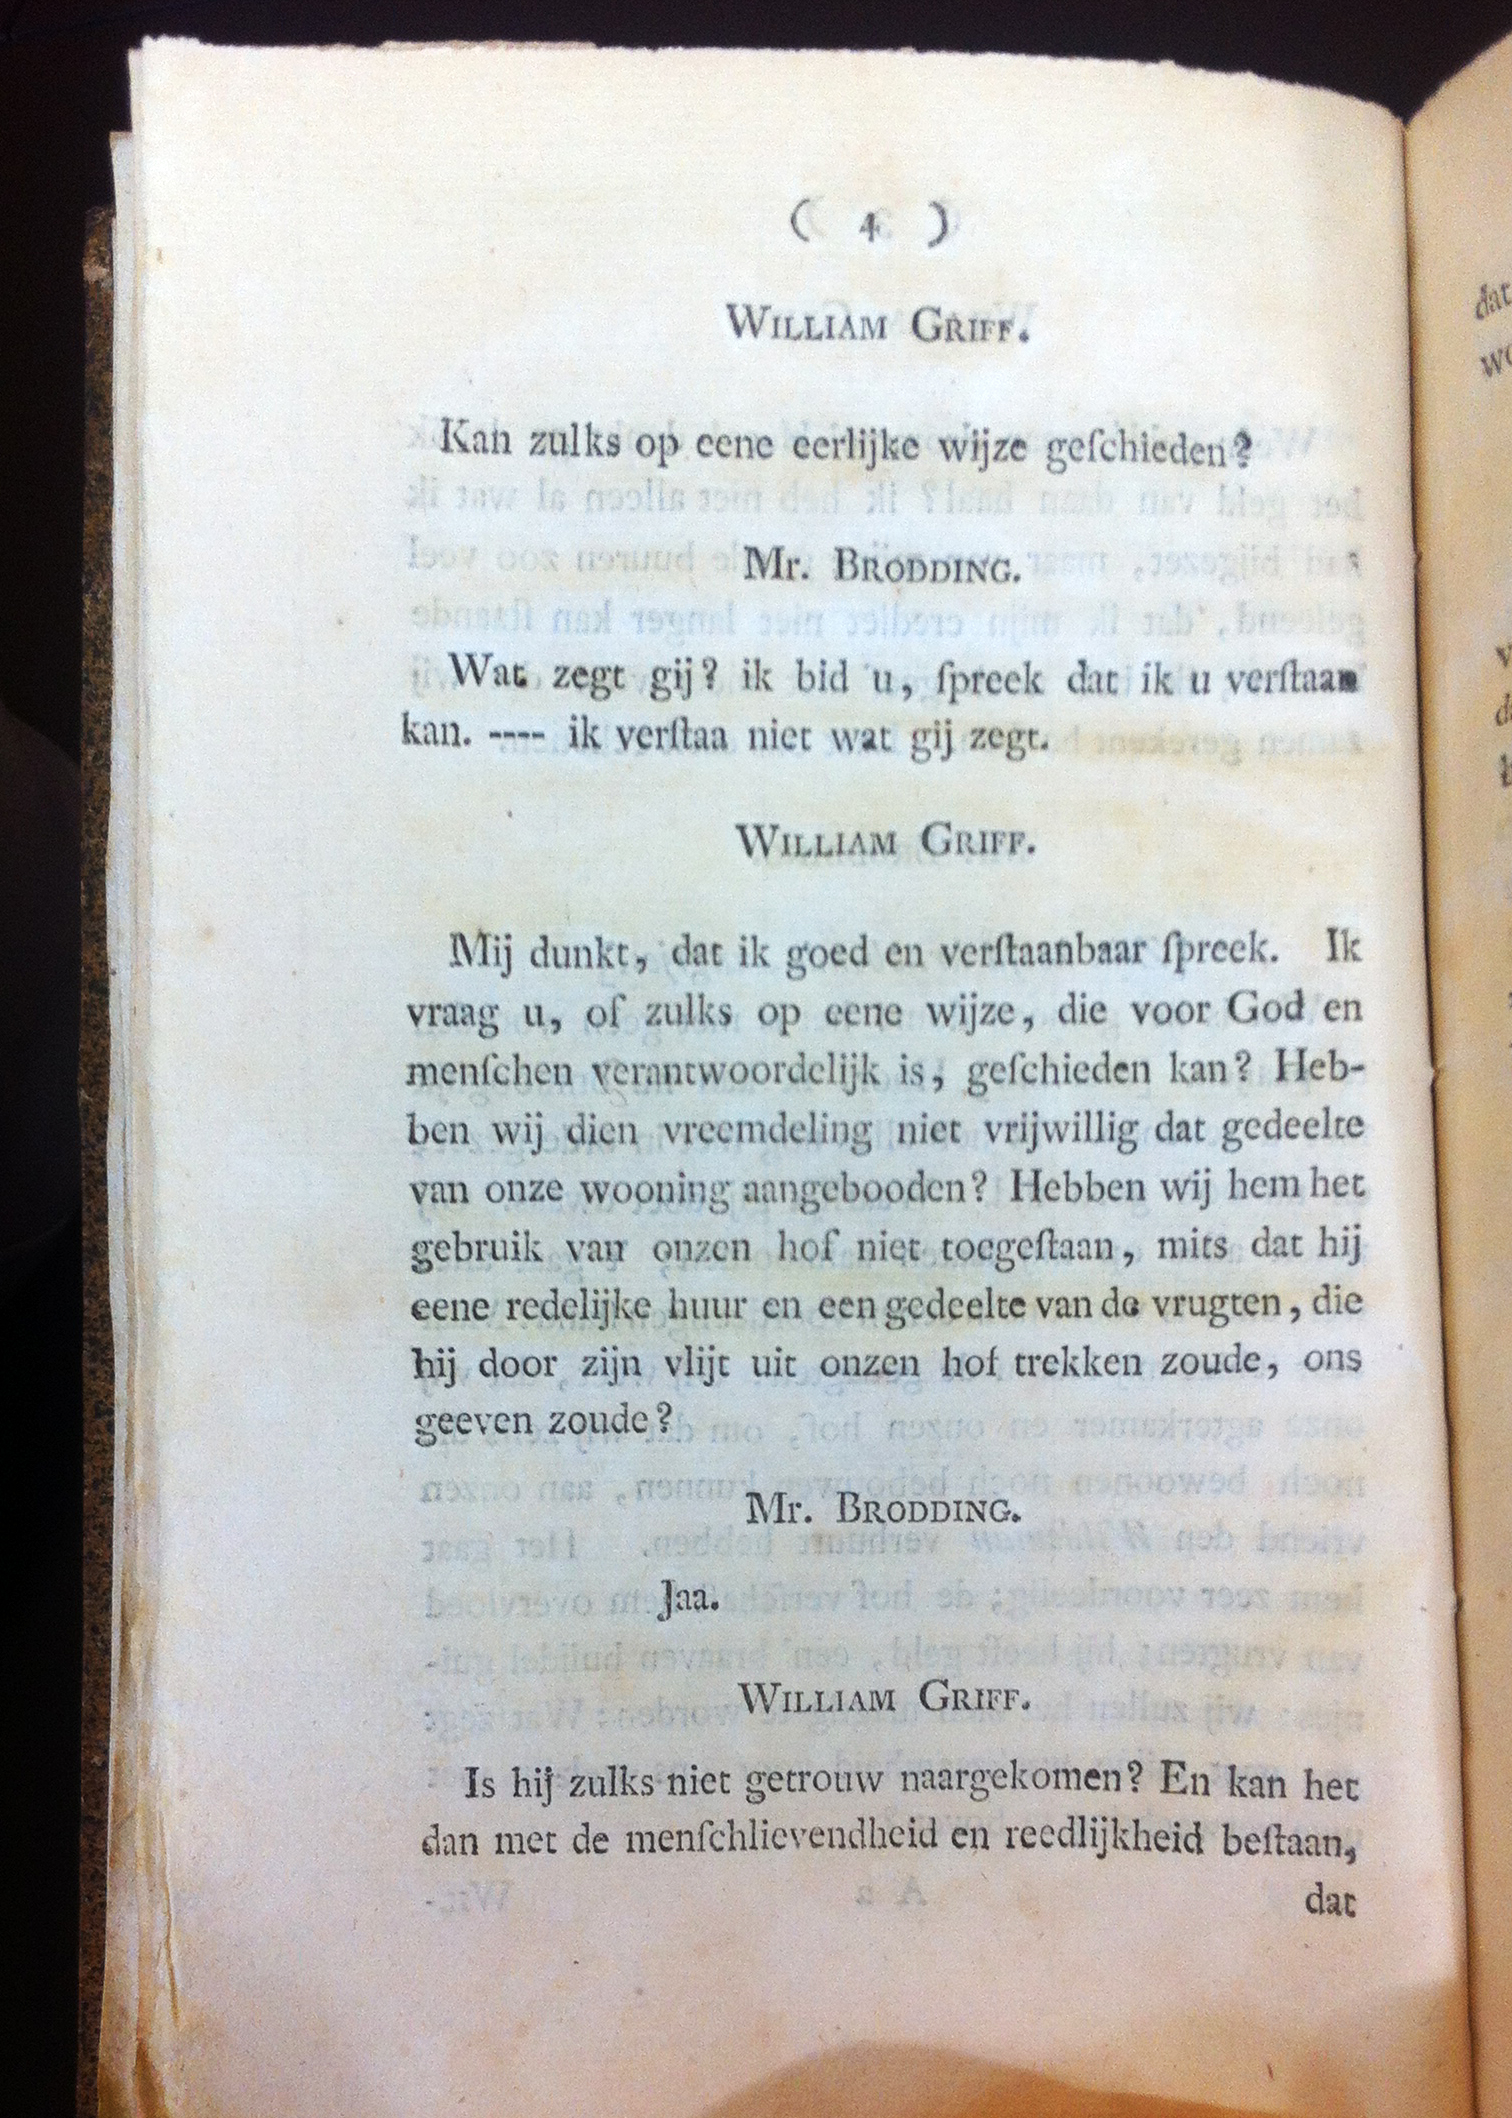 ( 4 )
WILLIAM GRIFF.
Kan zulks op eene eerlijke wijze geſchieden?
Mr. BRODDING.
Wat zegt gij? ik bid u, ſpreek dat ik u verſtaan
kan. ---- ik verſtaa niet wat gij zegt.
WILLIAM GRIFF.
Mij dunkt, dat ik goed en verſtaanbaar ſpreek. Ik
vraag u, of zulks op eene wijze, die voor God en
menſchen verantwoordelijk is, geſchieden kan? Heb-
ben wij dien vreemdeling niet vrijwillig dat gedeelte
van onze wooning aangebooden? Hebben wij hem het
gebruik van onzen hof niet toegeſtaan, mits dat hij
eene redelijke huur en een gedeelte van de vrugten, die
hij door zijn vlijt uit onzen hof trekken zoude, ons
geeven zoude?
Mr. BRODDING.
Jaa.
WILLIAM GRIFF.
Is hij zulks niet getrouw naargekomen? En kan het
dan met de menſchlievendheid en reedlijkheid beſtaan,
dat
dat